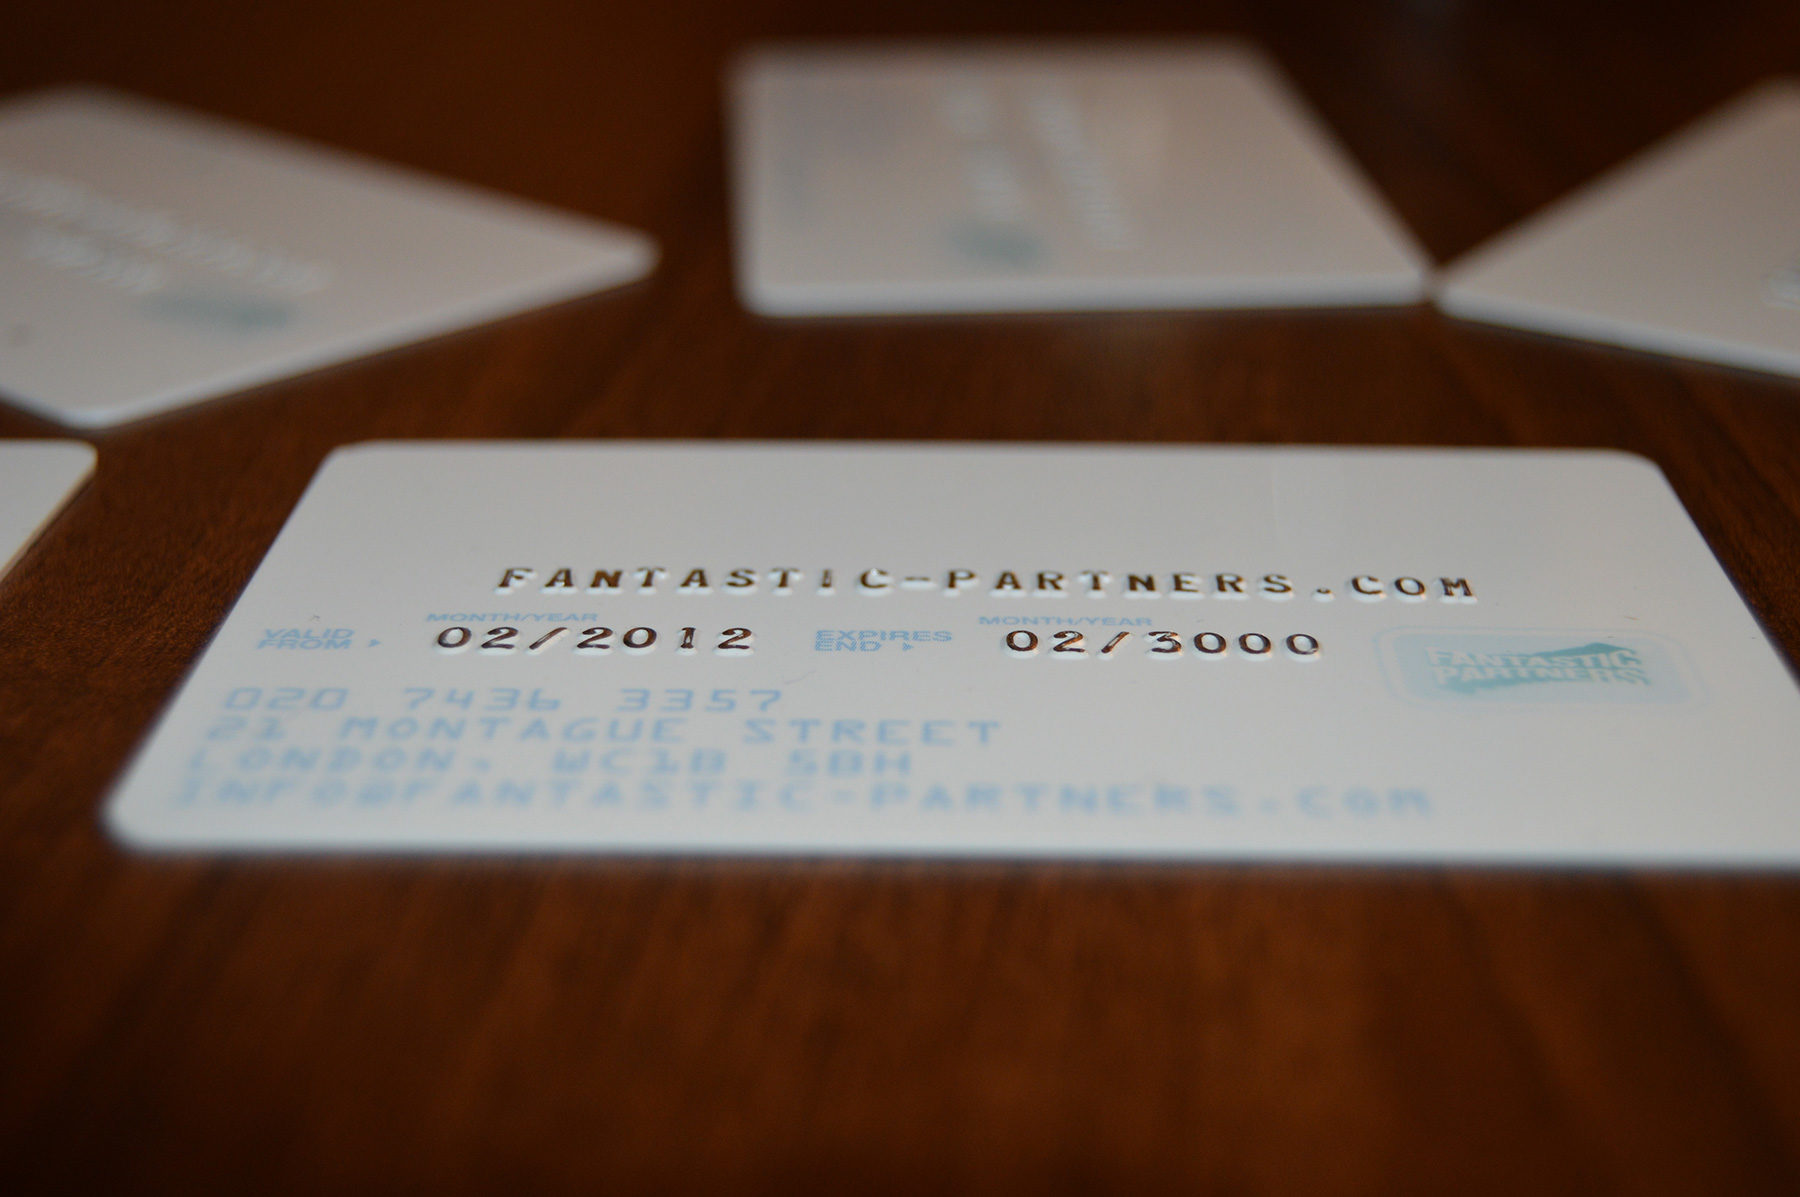 FANTASTIC-PARTNERS.COM
MONTH/YEAR MONTH/YEAR
VALID FROM 02/2012 EXPIRES END 02/3000
FANTASTIC
PARTNERS
020 7436 3357
21 MONTAGUE STREET
LONDON, WC1B 5BH
INFO@FANTASTIC-PARTNERS.COM